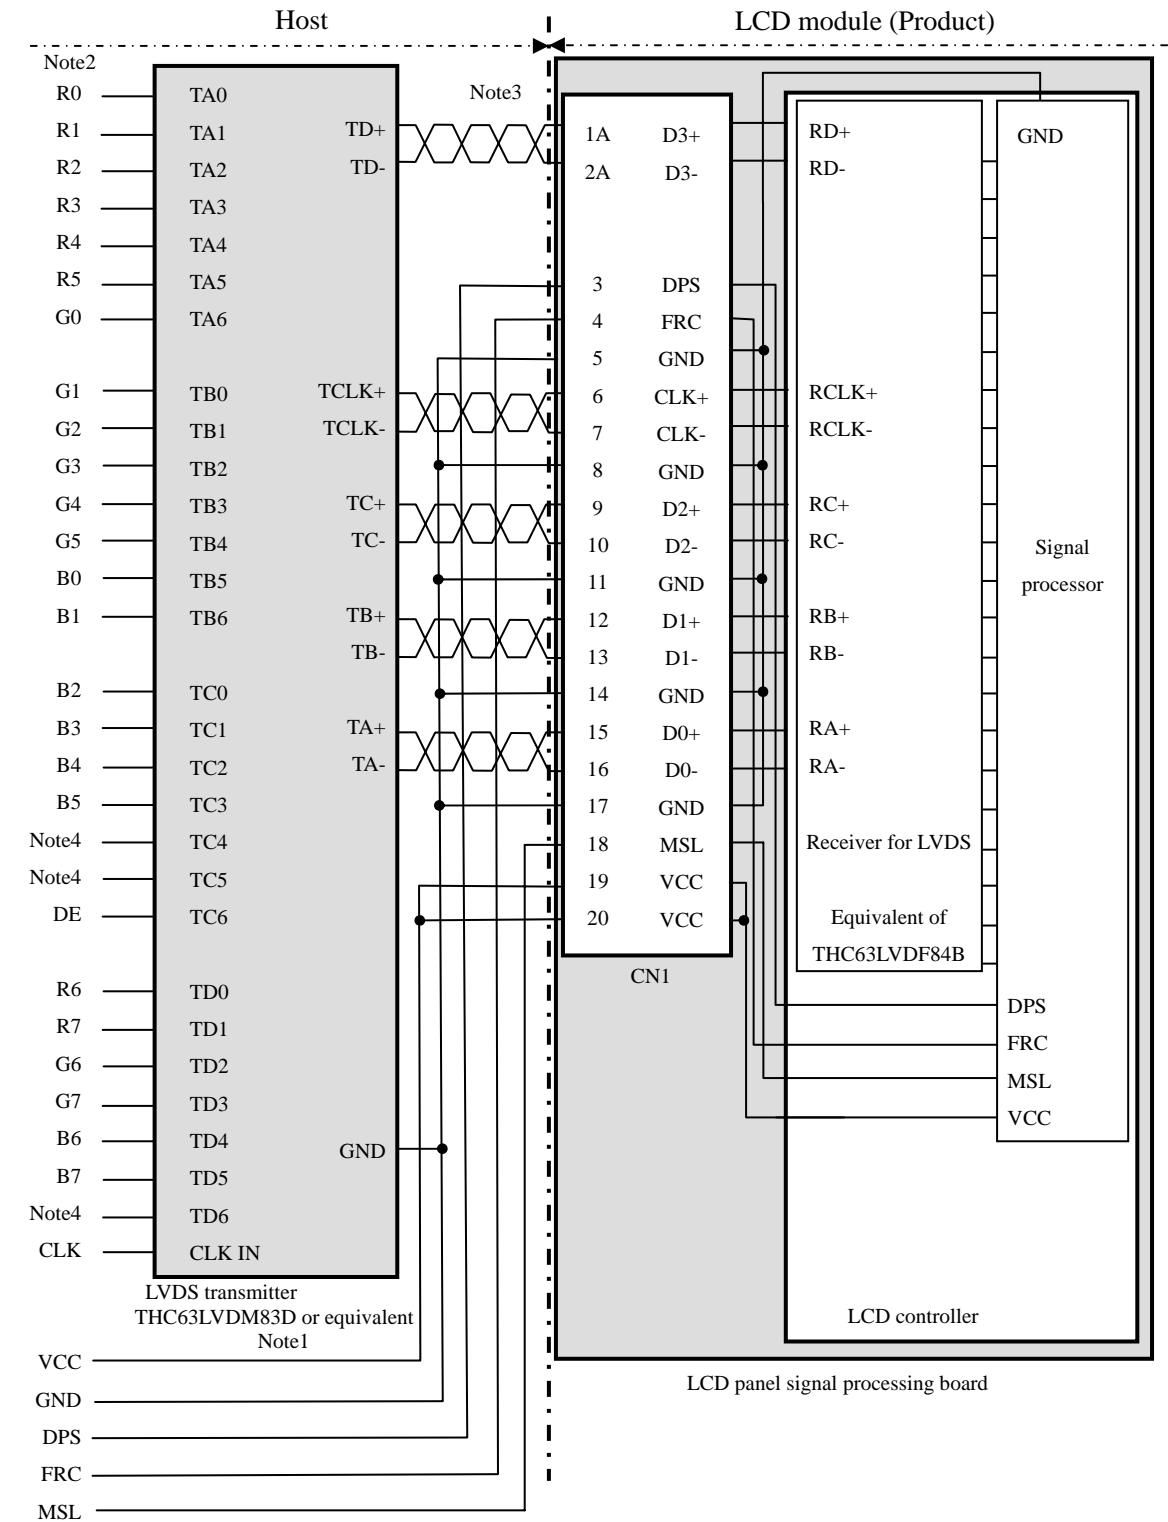 Host
LCD module (Product)
Note2
Note3
R0 TA0
R1 TA1 TD+ 1A D3+ RD+ GND
R2 TA2 TD- 2A D3- RD-
R3 TA3
R4 TA4
R5 TA5 3 DPS
G0 TA6 4 FRC
5 GND
G1 TB0 TCLK+ 6 CLK+ RCLK+
G2 TB1 TCLK- 7 CLK- RCLK-
G3 TB2 8 GND
G4 TB3 TC+ 9 D2+ RC+
G5 TB4 TC- 10 D2- RC- Signal
B0 TB5 11 GND processor
B1 TB6 TB+ 12 D1+ RB+
TB- 13 D1- RB-
B2 TC0 14 GND
B3 TC1 TA+ 15 D0+ RA+
B4 TC2 TA- 16 D0- RA-
B5 TC3 17 GND
Note4 TC4 18 MSL Receiver for LVDS
Note4 TC5 19 VCC
DE TC6 20 VCC Equivalent of
THC63LVDF84B
CN1
R6 TD0 DPS
R7 TD1 FRC
G6 TD2 MSL
G7 TD3 VCC
B6 TD4 GND
B7 TD5
Note4 TD6
CLK CLK IN
LVDS transmitter
THC63LVDM83D or equivalent
Note1
LCD controller
VCC
LCD panel signal processing board
GND
DPS
FRC
MSL